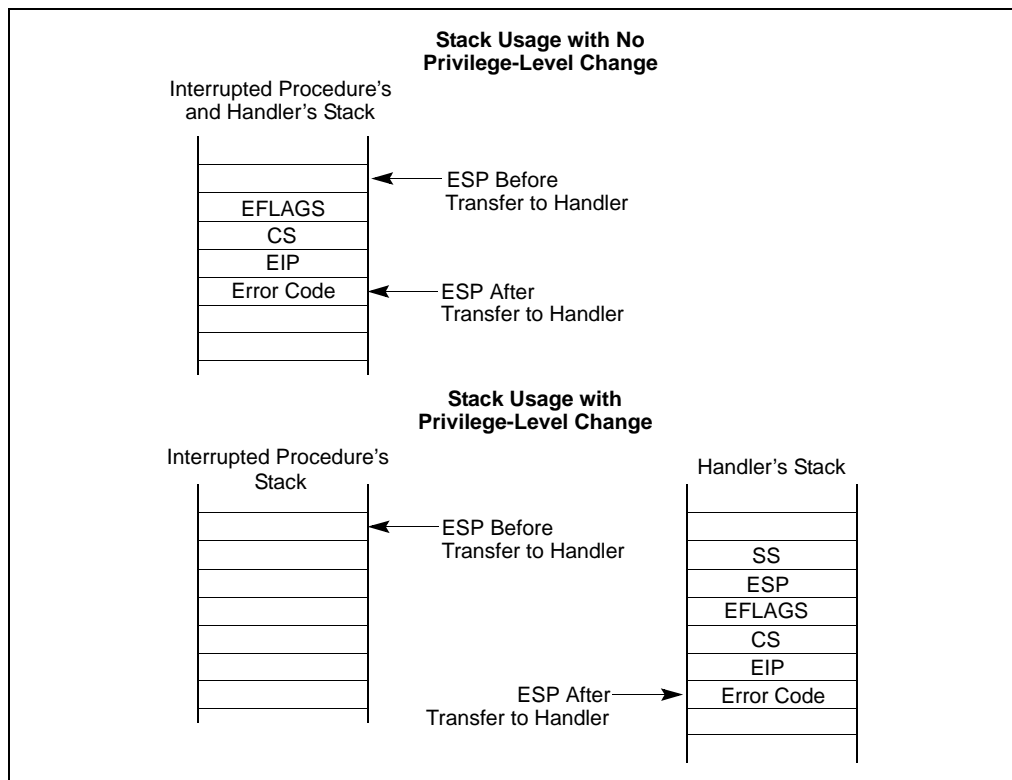 Stack Usage with No
Privilege-Level Change
Interrupted Procedure's
and Handler's Stack
ESP Before
Transfer to Handler
EFLAGS
CS
EIP
Error Code
ESP After
Transfer to Handler
Stack Usage with
Privilege-Level Change
Interrupted Procedure's
Stack
Handler's Stack
ESP Before
Transfer to Handler
SS
ESP
EFLAGS
CS
EIP
Error Code
ESP After
Transfer to Handler